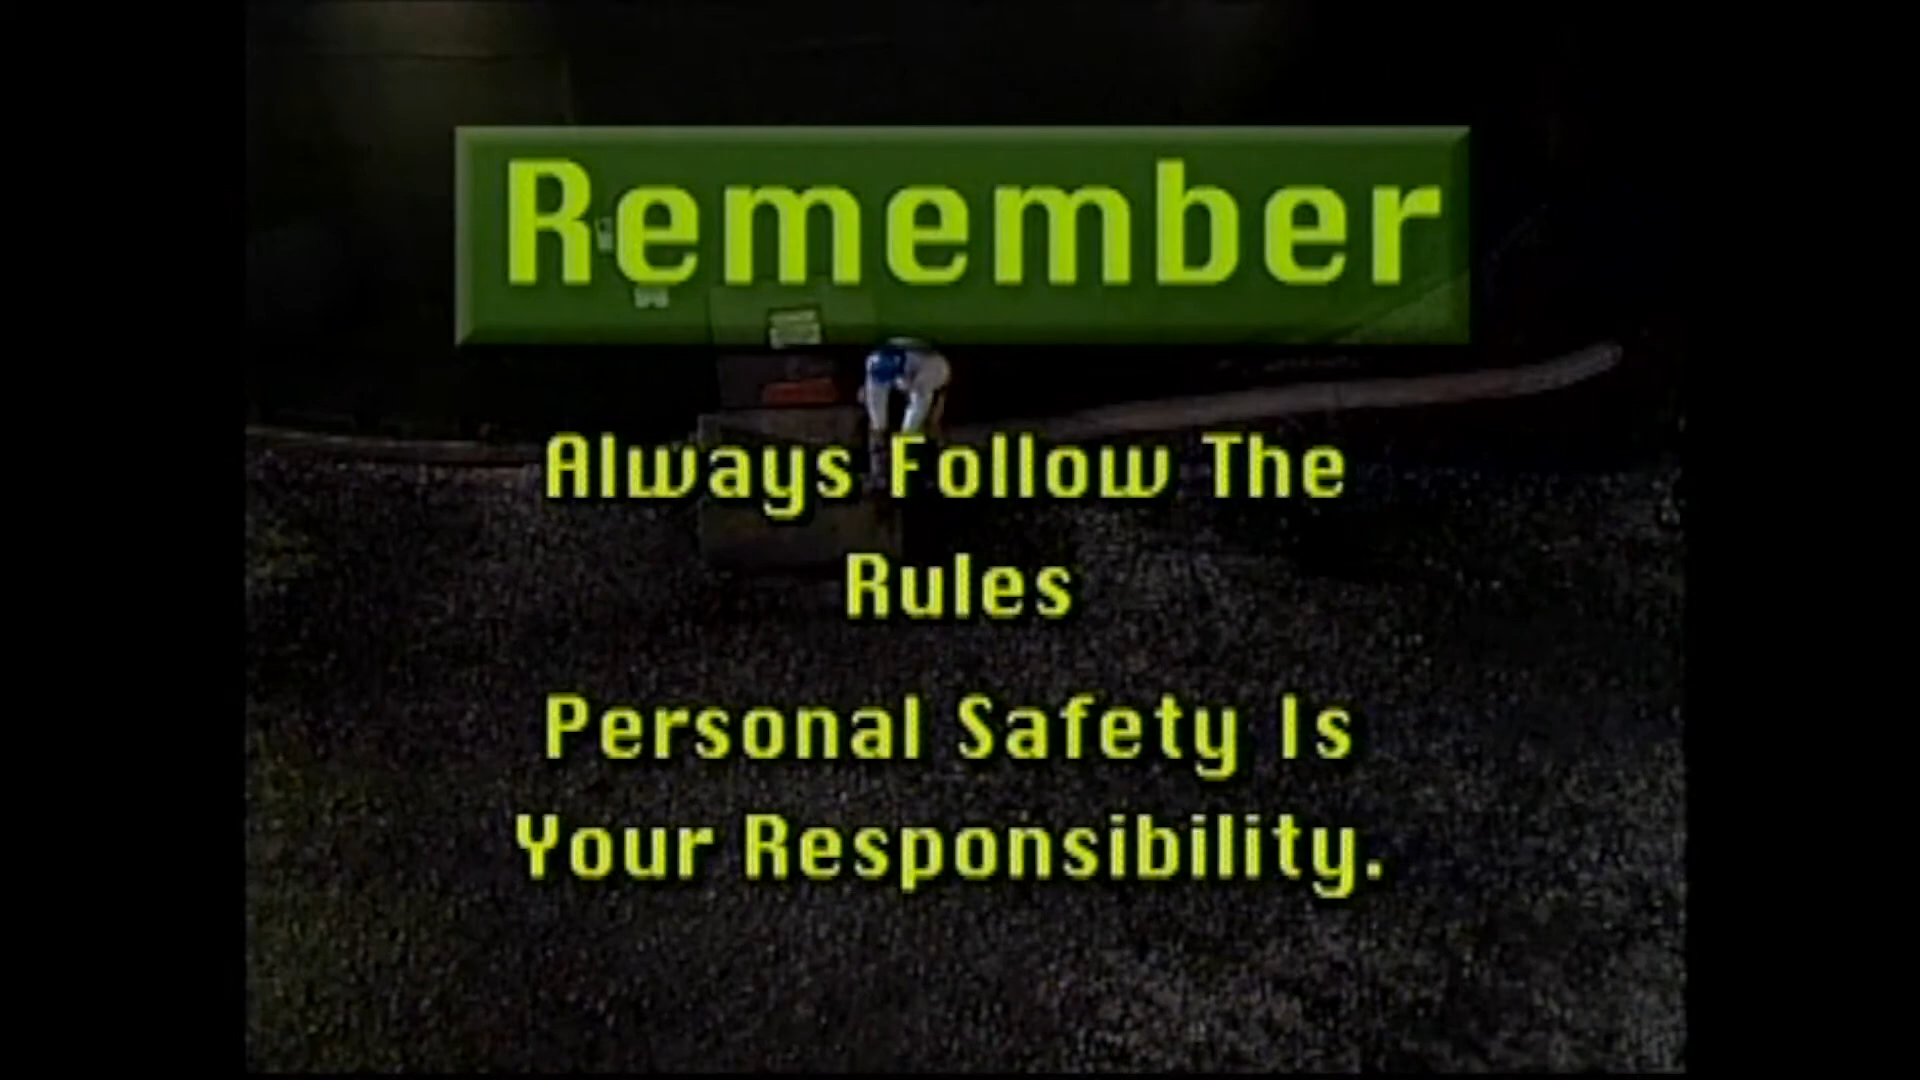 Remember
Always Follow The
Rules
Personal Safety Is
Your Responsibility.